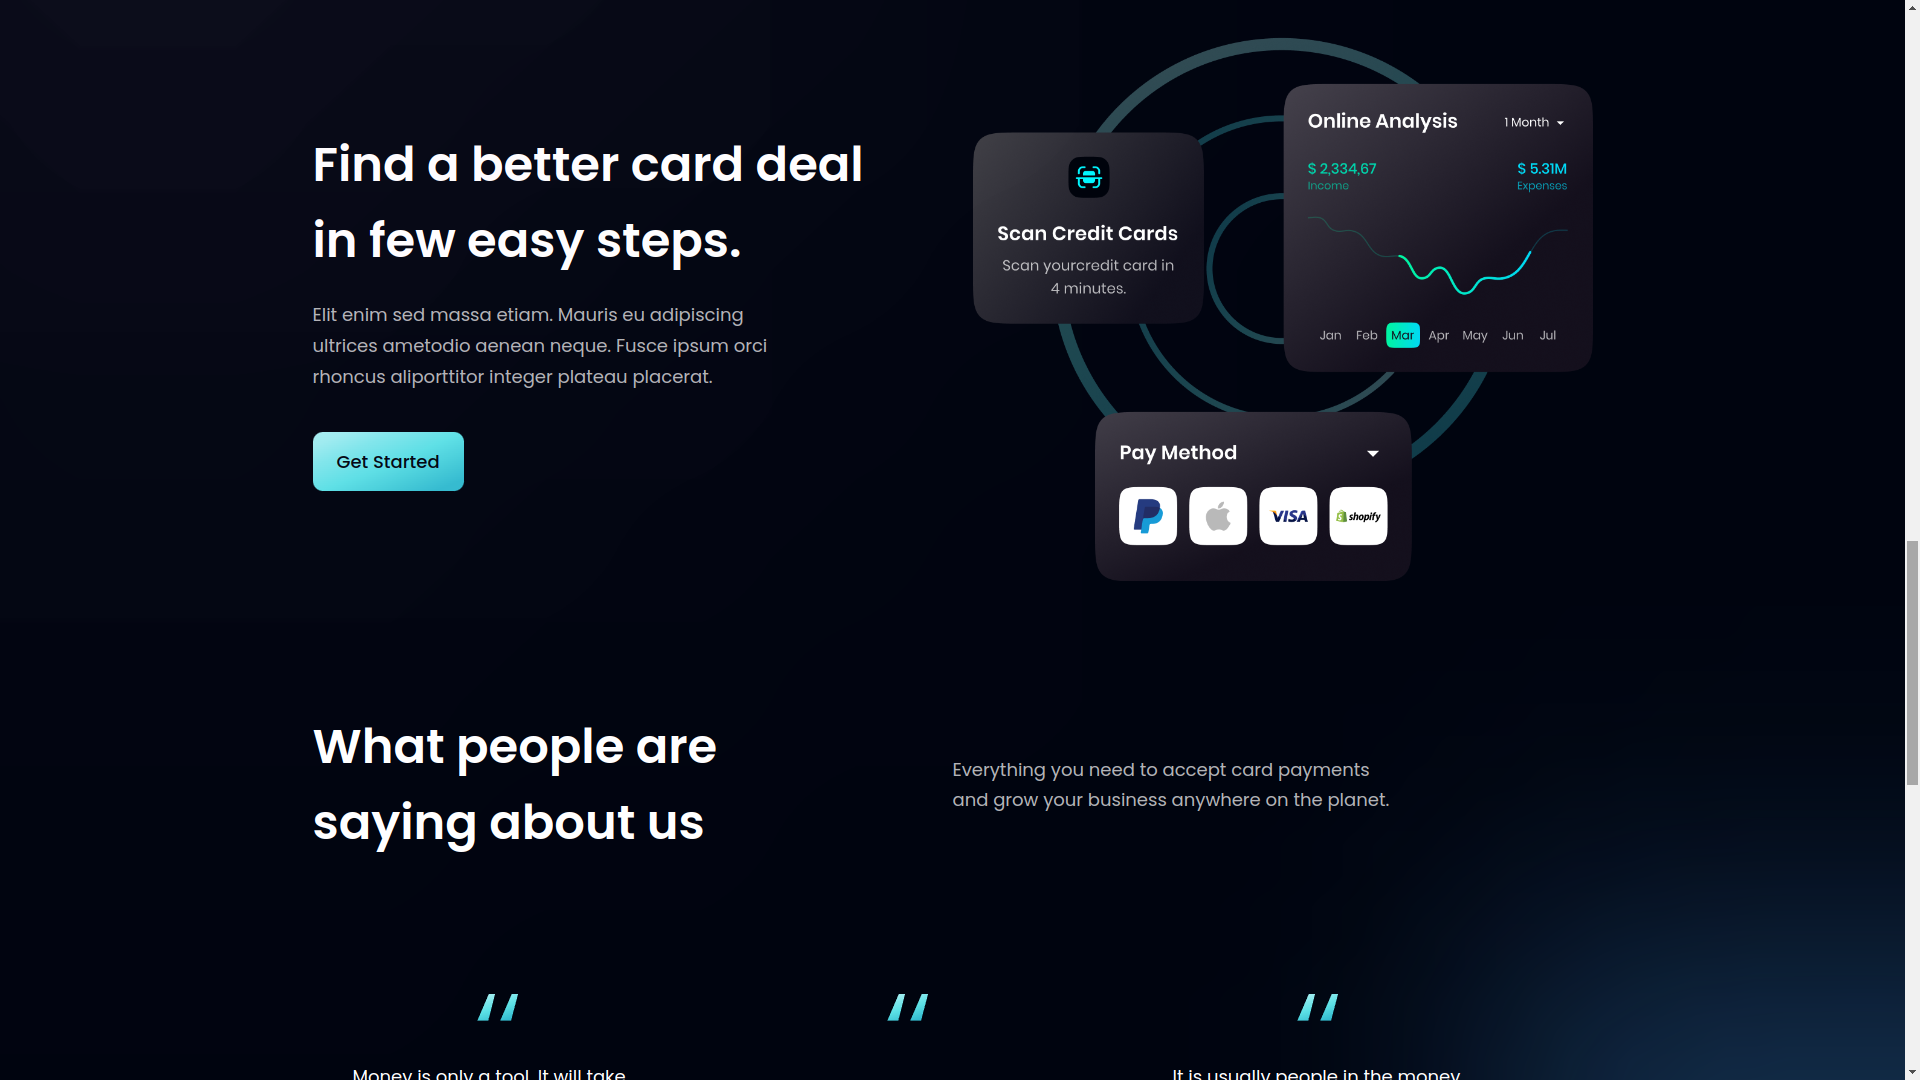 Find a better card deal
in few easy steps.
Elit enim sed massa etiam. Mauris eu adipiscing
ultrices ametodio aenean neque. Fusce ipsum orci
rhoncus aliporttitor integer plateau placerat.
Get Started
Scan Credit Cards
Scan yourcredit card in
4 minutes.
Online Analysis
1 Month
$ 2,334,67
$ 5.31M
Income
Expenses
Jan Feb Mar Apr May Jun Jul
Pay Method
VISA
shopify
What people are
saying about us
Everything you need to accept card payments
and grow your business anywhere on the planet.
Money is only a tool. It will take
It is usually people in the money